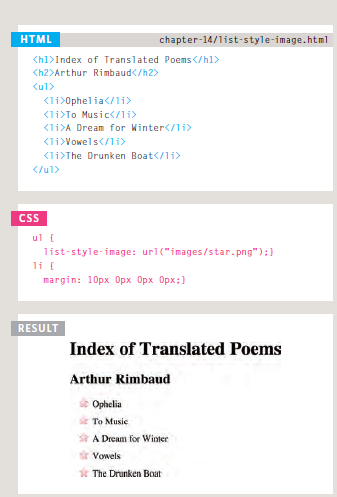 HTML
chapter-14/list-style-image.html
<h1>Index of Translated Poems</h1>
<h2>Arthur Rimbaud</h2>
<ul>
<li>Ophelia</li>
<li>To Music</li>
<li>A Dream for Winter</li>
<li>Vowels</li>
<li>The Drunken Boat</li>
</ul>
CSS
ul {
list-style-image: url("images/star.png");}
li {
margin: 10px 0px 0px 0px;}
RESULT
Index of Translated Poems
Arthur Rimbaud
Ophelia
To Music
A Dream for Winter
Vowels
The Drunken Boat